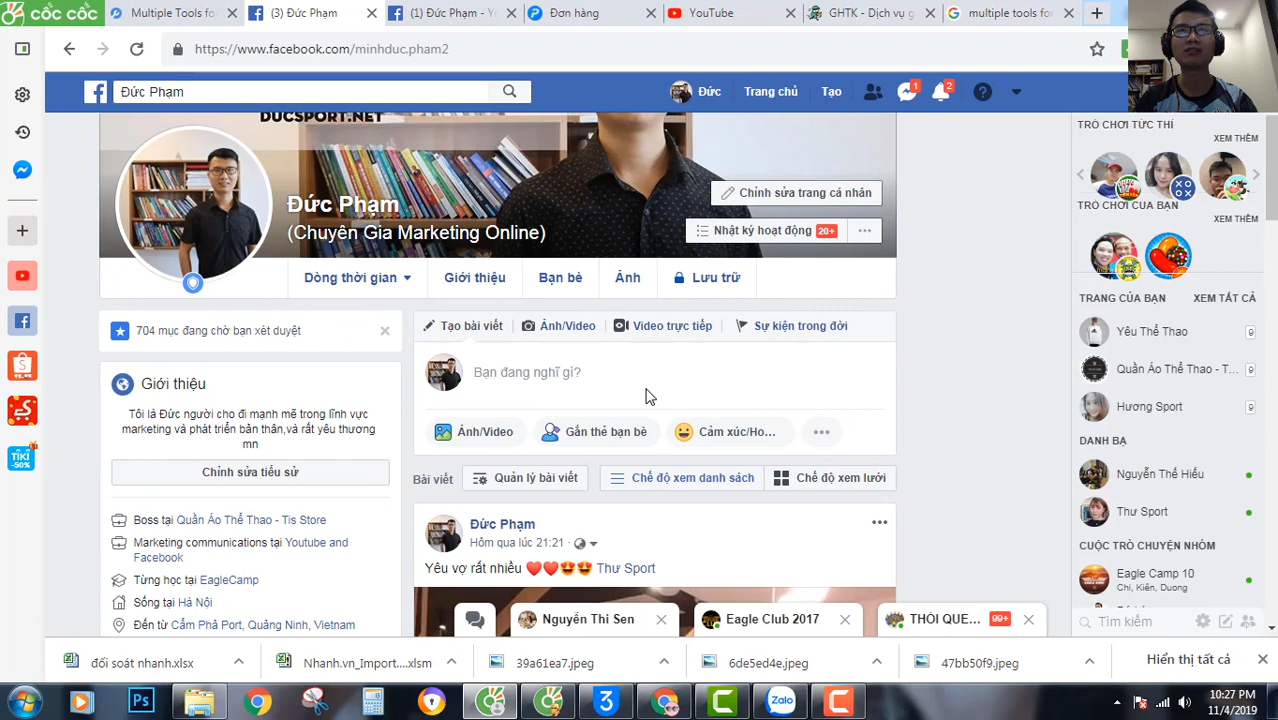 cốc cốc
Multiple Tools for
(3) Đức Phạm
(1) Đức Phạm - Yê
Đơn hàng
YouTube
GHTK - Dịch vụ g
multiple tools fo
https://www.facebook.com/minhduc.pham2
Đức Phạm
Đức
Trang chủ
Tạo
1
2
DUCSPORT.NET
Chỉnh sửa trang cá nhân
Đức Phạm
(Chuyên Gia Marketing Online)
Nhật ký hoạt động 20+
Dòng thời gian
Giới thiệu
Bạn bè
Ảnh
Lưu trữ
704 mục đang chờ bạn xét duyệt
Tạo bài viết
Ảnh/Video
Video trực tiếp
Sự kiện trong đời
Bạn đang nghĩ gì?
Giới thiệu
Tôi là Đức người cho đi mạnh mẽ trong lĩnh vực
marketing và phát triển bản thân,và rất yêu thương
mn
Chỉnh sửa tiểu sử
Ảnh/Video
Gắn thẻ bạn bè
Cảm xúc/Ho...
Bài viết
Quản lý bài viết
Chế độ xem danh sách
Chế độ xem lưới
Boss tại Quần Áo Thể Thao - Tis Store
Marketing communications tại Youtube and
Facebook
Từng học tại EagleCamp
Sống tại Hà Nội
Đến từ Cẩm Phả Port, Quảng Ninh, Vietnam
Đức Phạm
Hôm qua lúc 21:21
Yêu vợ rất nhiều ❤️❤️🤩🤩 Thư Sport
TRÒ CHƠI TỨC THÌ
XEM THÊM
TRÒ CHƠI CỦA BẠN
XEM THÊM
TRANG CỦA BẠN
XEM TẤT CẢ
Yêu Thể Thao
9
Quần Áo Thể Thao - T...
9
Hương Sport
9
DANH BẠ
Nguyễn Thế Hiếu
Thư Sport
CUỘC TRÒ CHUYỆN NHÓM
Eagle Camp 10
Chi, Kiên, Duong
Tìm kiếm
Nguyễn Thi Sen
Eagle Club 2017
THÓI QUE...
99+
TIKI
-50%
đối soát nhanh.xlsx
Nhanh.vn_Import....xlsm
39a61ea7.jpeg
6de5ed4e.jpeg
47bb50f9.jpeg
Hiển thị tất cả
Ps
3
Zalo
10:27 PM
11/4/2019